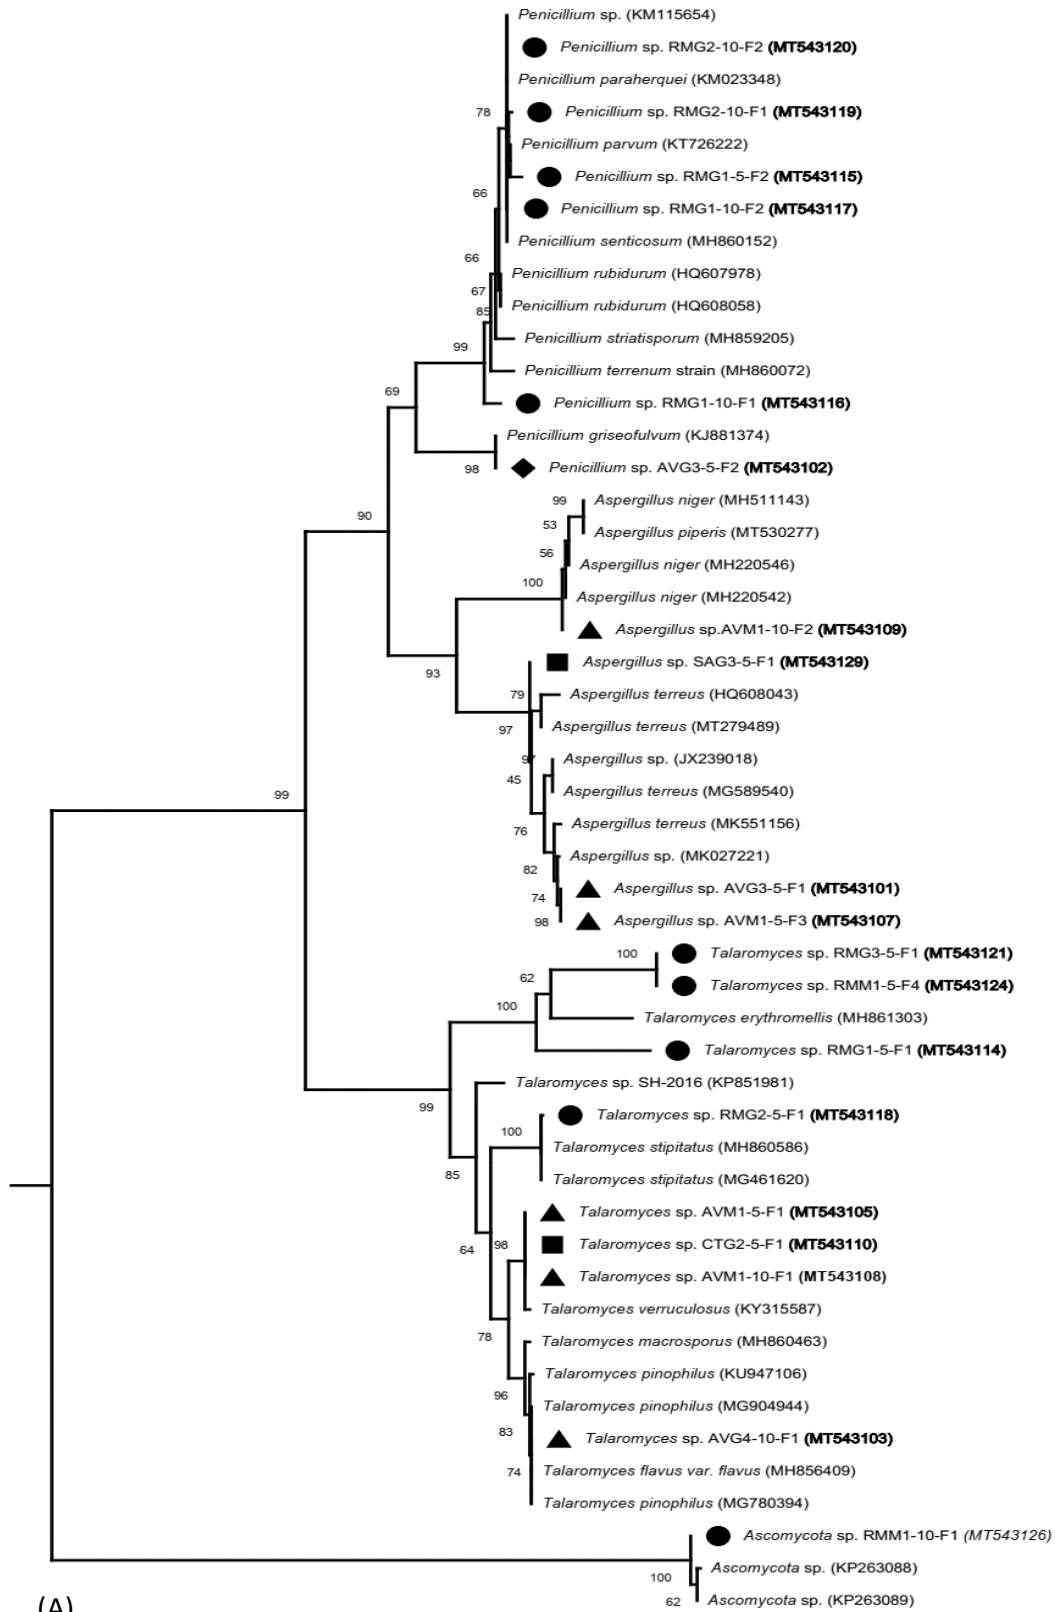 Penicillium sp. (KM115654)
Penicillium sp. RMG2-10-F2 (MT543120)
Penicillium paraherquei (KM023348)
78
Penicillium sp. RMG2-10-F1 (MT543119)
Penicillium parvum (KT726222)
Penicillium sp. RMG1-5-F2 (MT543115)
66
Penicillium sp. RMG1-10-F2 (MT543117)
Penicillium senticosum (MH860152)
66
Penicillium rubidurum (HQ607978)
67
Penicillium rubidurum (HQ608058)
85
Penicillium striatisporum (MH859205)
99
Penicillium terrenum strain (MH860072)
69
Penicillium sp. RMG1-10-F1 (MT543116)
Penicillium griseofulvum (KJ881374)
98
Penicillium sp. AVG3-5-F2 (MT543102)
99
Aspergillus niger (MH511143)
90
53
Aspergillus piperis (MT530277)
56
Aspergillus niger (MH220546)
100
Aspergillus niger (MH220542)
Aspergillus sp.AVM1-10-F2 (MT543109)
93
Aspergillus sp. SAG3-5-F1 (MT543129)
79
Aspergillus terreus (HQ608043)
97
Aspergillus terreus (MT279489)
97
Aspergillus sp. (JX239018)
45
Aspergillus terreus (MG589540)
99
Aspergillus terreus (MK551156)
76
Aspergillus sp. (MK027221)
82
Aspergillus sp. AVG3-5-F1 (MT543101)
74
98
Aspergillus sp. AVM1-5-F3 (MT543107)
100
Talaromyces sp. RMG3-5-F1 (MT543121)
62
Talaromyces sp. RMM1-5-F4 (MT543124)
100
Talaromyces erythromellis (MH861303)
Talaromyces sp. RMG1-5-F1 (MT543114)
Talaromyces sp. SH-2016 (KP851981)
99
Talaromyces sp. RMG2-5-F1 (MT543118)
100
Talaromyces stipitatus (MH860586)
85
Talaromyces stipitatus (MG461620)
Talaromyces sp. AVM1-5-F1 (MT543105)
64
98
Talaromyces sp. CTG2-5-F1 (MT543110)
Talaromyces sp. AVM1-10-F1 (MT543108)
Talaromyces verruculosus (KY315587)
78
Talaromyces macrosporus (MH860463)
Talaromyces pinophilus (KU947106)
96
Talaromyces pinophilus (MG904944)
83
Talaromyces sp. AVG4-10-F1 (MT543103)
74
Talaromyces flavus var. flavus (MH856409)
Talaromyces pinophilus (MG780394)
Ascomycota sp. RMM1-10-F1 (MT543126)
100
Ascomycota sp. (KP263088)
62
Ascomycota sp. (KP263089)
(A)